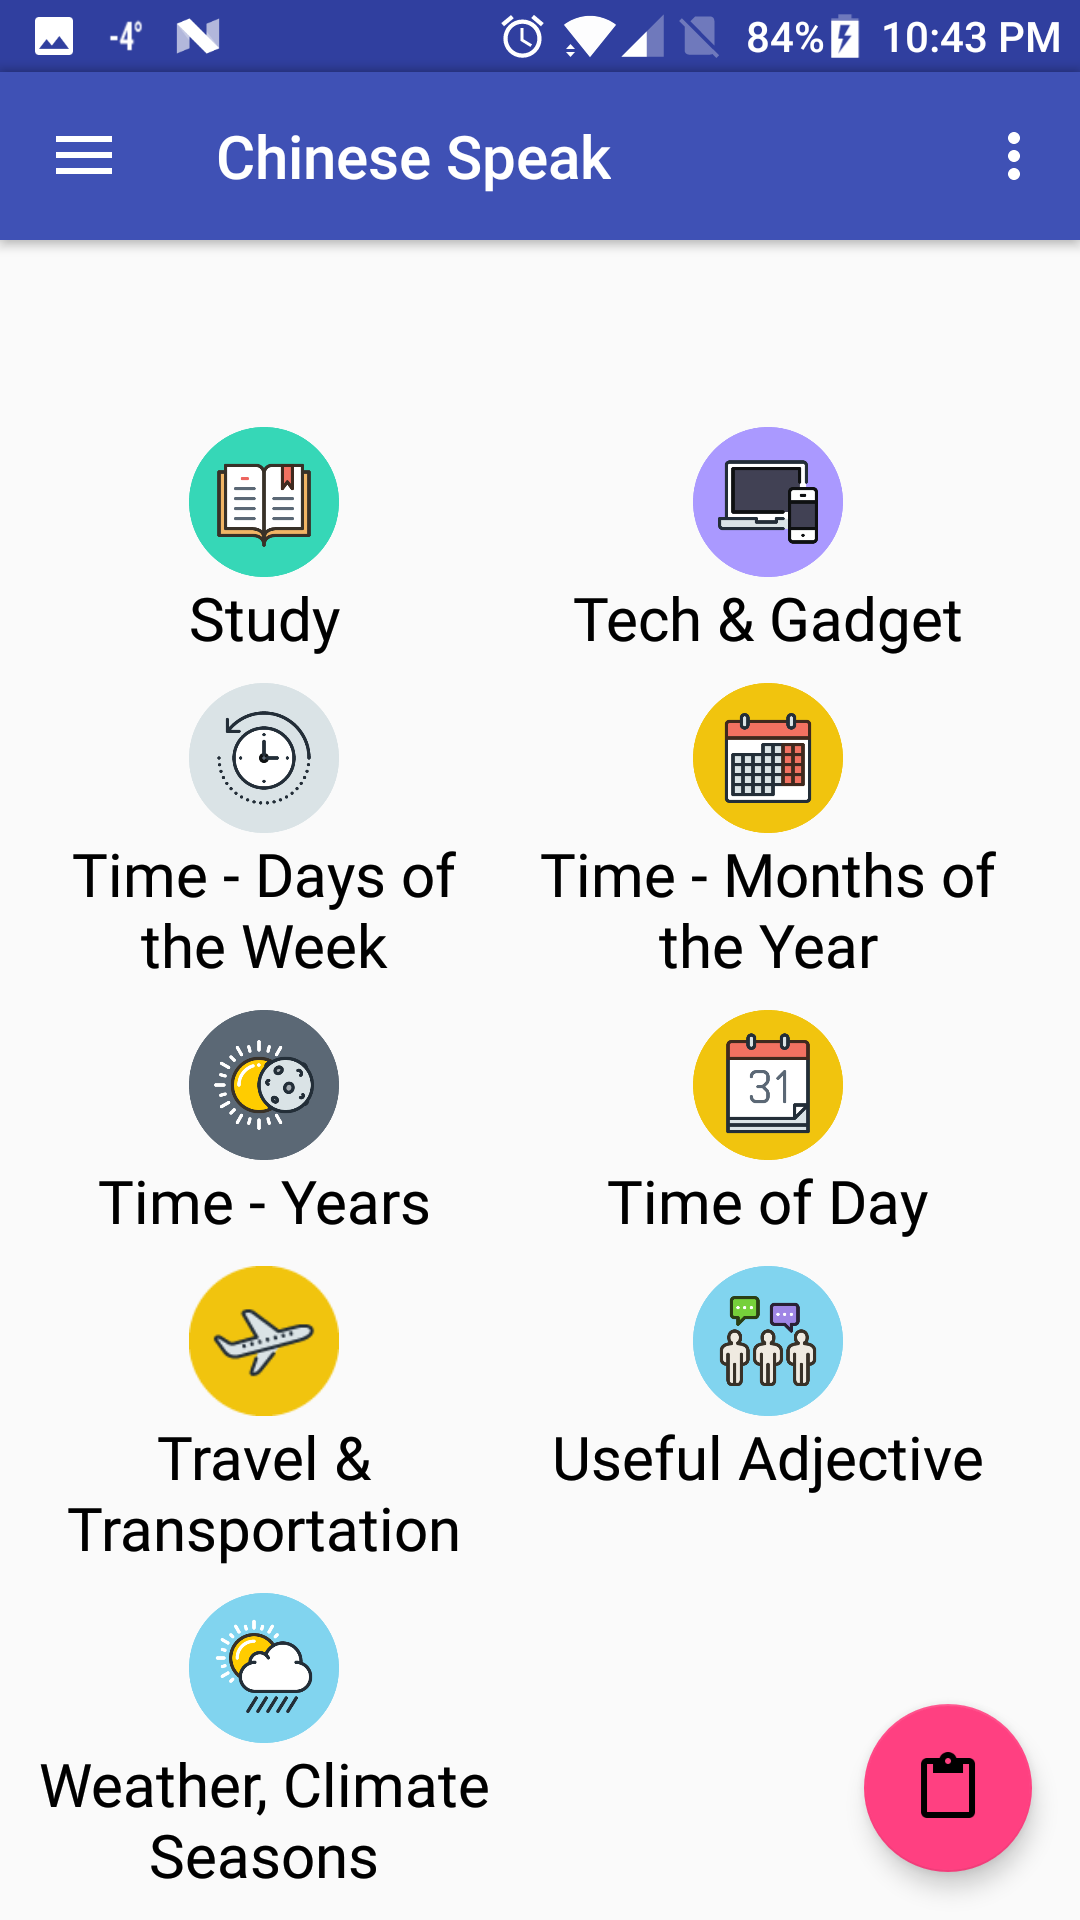 -4° 84% 10:43 PM
Chinese Speak
Study
Tech & Gadget
Time - Days of
the Week
Time - Months of
the Year
Time - Years
31
Time of Day
Travel &
Transportation
Useful Adjective
Weather, Climate
Seasons